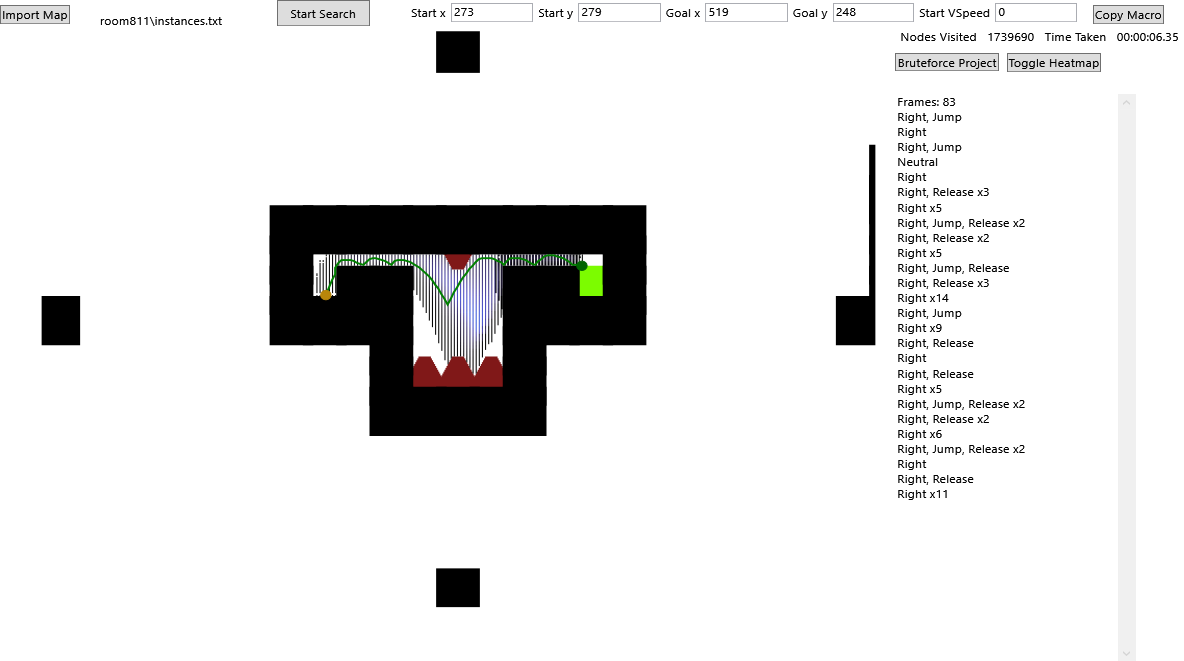 Import Map
room811\instances.txt
Start Search
Start x 273 Start y 279 Goal x 519 Goal y 248 Start VSpeed 0
Copy Macro
Nodes Visited 1739690 Time Taken 00:00:06.35
Bruteforce Project Toggle Heatmap
Frames: 83
Right, Jump
Right
Right, Jump
Neutral
Right
Right, Release x3
Right x5
Right, Jump, Release x2
Right, Release x2
Right x5
Right, Jump, Release
Right, Release x3
Right x14
Right, Jump
Right x9
Right, Release
Right
Right, Release
Right x5
Right, Jump, Release x2
Right, Release x2
Right x6
Right, Jump, Release x2
Right
Right, Release
Right x11